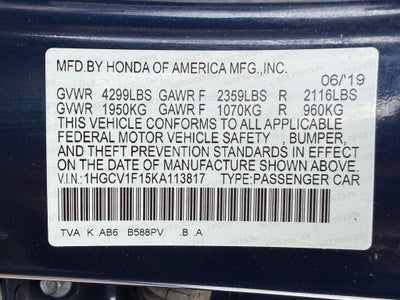 MFD.BY HONDA OF AMERICA MFG.,INC.
06/'19
GVWR 4299LBS GAWR F 2359LBS R 2116LBS
GVWR 1950KG GAWR F 1070KG R 960KG
THIS VEHICLE CONFORMS TO ALL APPLICABLE
FEDERAL MOTOR VEHICLE SAFETY , BUMPER,
AND THEFT PREVENTION STANDARDS IN EFFECT
ON THE DATE OF MANUFACTURE SHOWN ABOVE.
V.I.N:1HGCV1F15KA113817 TYPE:PASSENGER CAR
TVA K AB6 B588PV .B .A